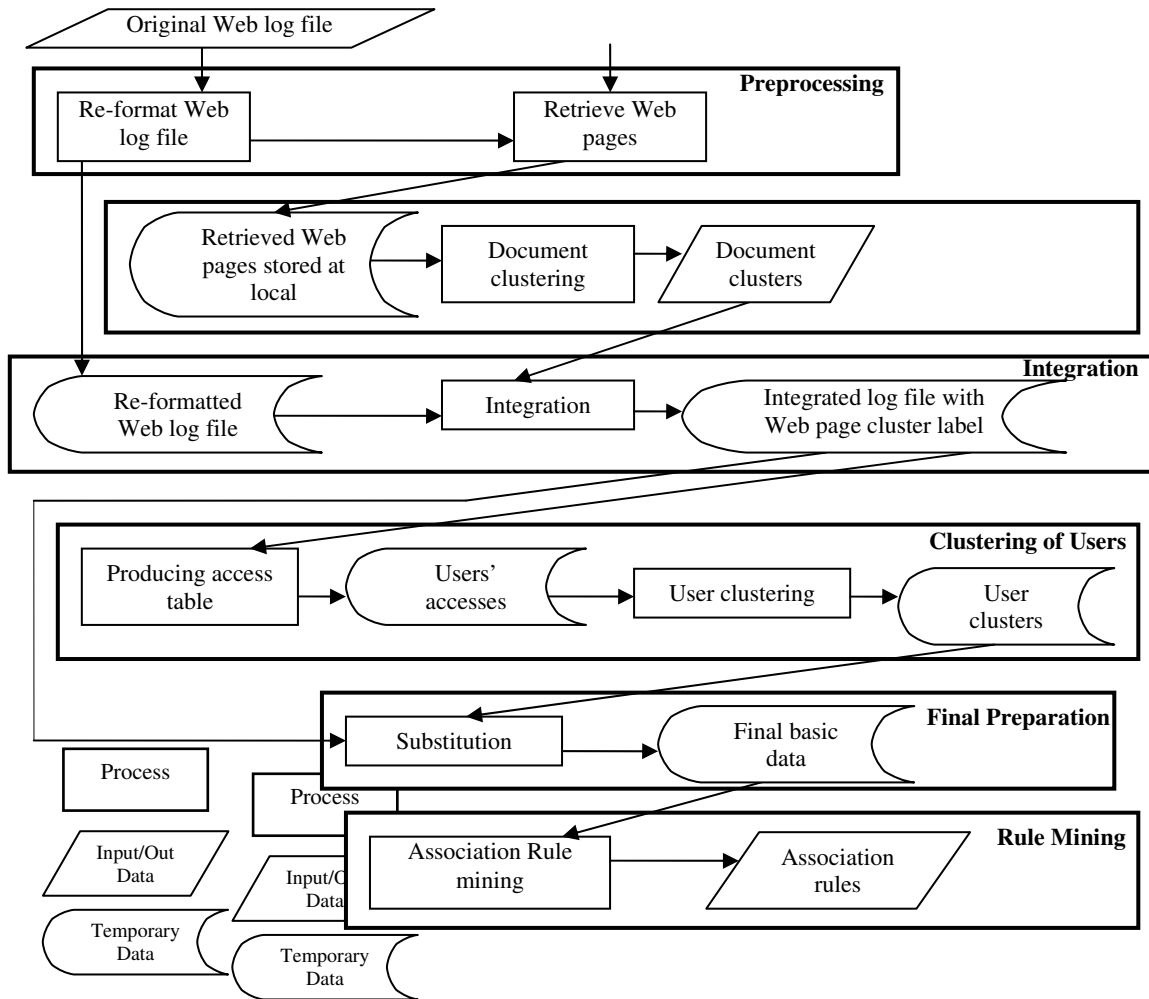 Original Web log file
Preprocessing
Re-format Web
log file
Retrieve Web
pages
Retrieved Web
pages stored at
local
Document
clustering
Document
clusters
Integration
Re-formatted
Web log file
Integration
Integrated log file with
Web page cluster label
Clustering of Users
Producing access
table
Users’
accesses
User clustering
User
clusters
Final Preparation
Substitution
Final basic
data
Process
Process
Rule Mining
Association Rule
mining
Association
rules
Input/Out
Data
Input/O
Data
Temporary
Data
Temporary
Data